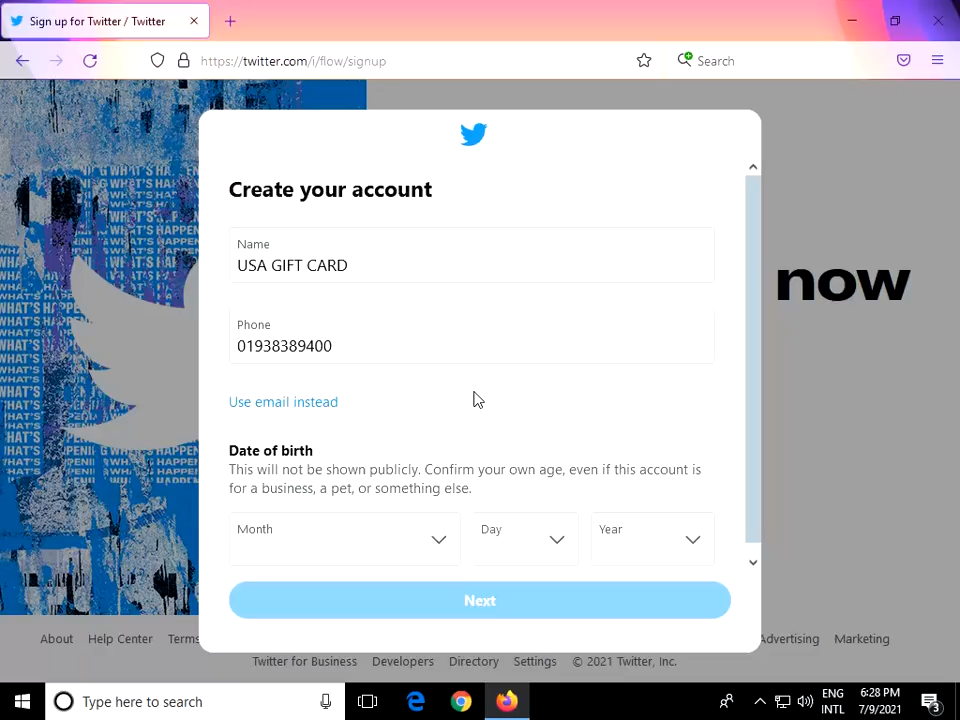 Sign up for Twitter / Twitter
https://twitter.com/i/flow/signup
Search
now
Create your account
Name
USA GIFT CARD
Phone
01938389400
Use email instead
Date of birth
This will not be shown publicly. Confirm your own age, even if this account is
for a business, a pet, or something else.
Month Day Year
Next
About Help Center Terms Advertising Marketing
Twitter for Business Developers Directory Settings © 2021 Twitter, Inc.
Type here to search
ENG
INTL
6:28 PM
7/9/2021
3